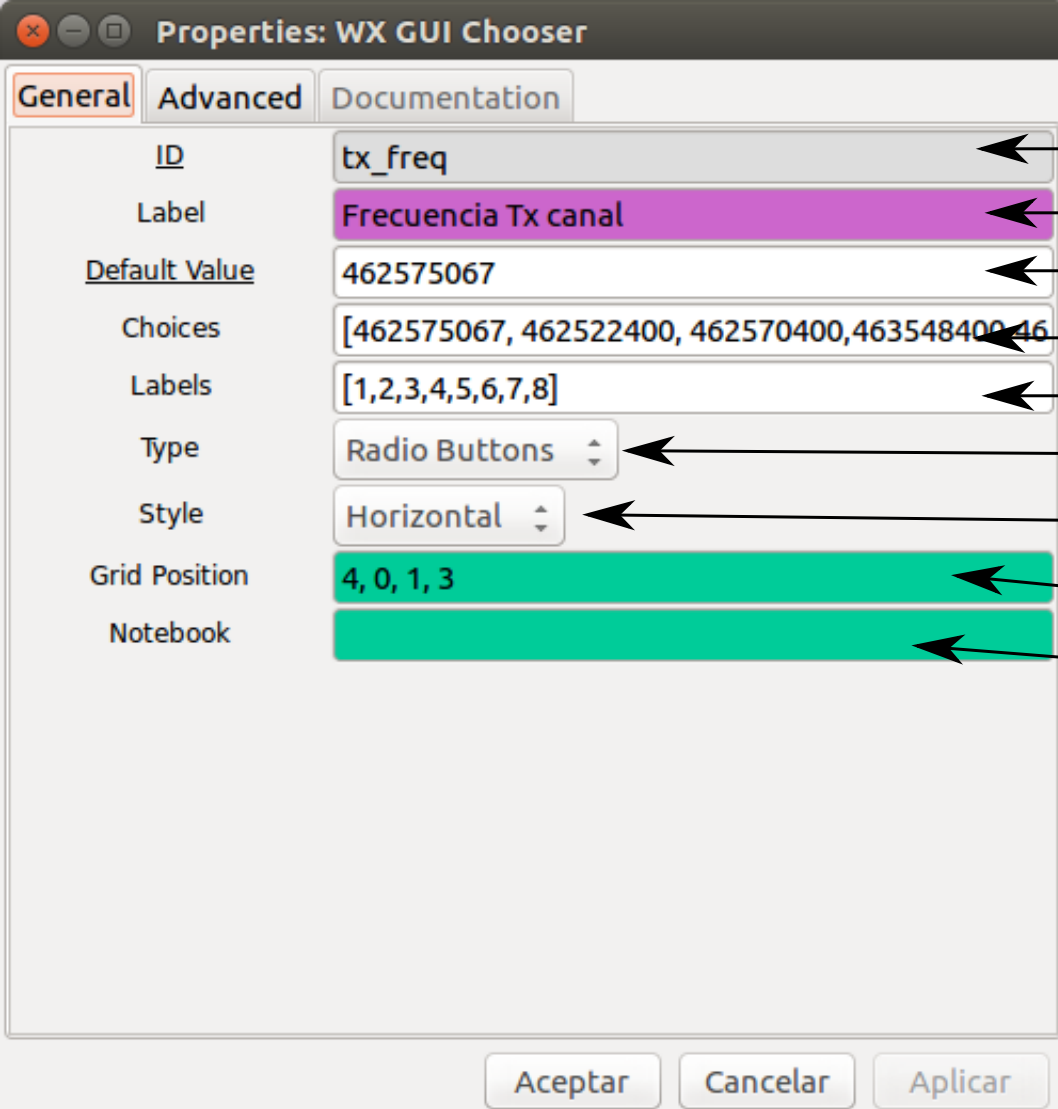 Properties: WX GUI Chooser
General Advanced Documentation
ID tx_freq
Label Frecuencia Tx canal
Default Value 462575067
Choices [462575067, 462522400, 462570400,463548400,46
Labels [1,2,3,4,5,6,7,8]
Type Radio Buttons
Style Horizontal
Grid Position 4, 0, 1, 3
Notebook
Aceptar Cancelar Aplicar